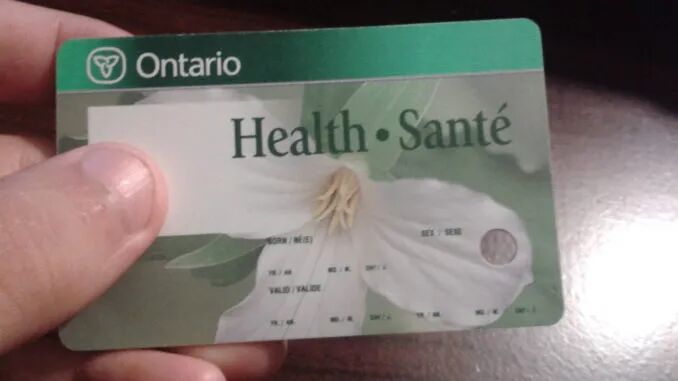 Ontario
Health • Santé
BORN / NÉ(E) SEX / SEXE
YR. / AN. MO. / M. DAY / J.
VALID / VALIDE
YR. / AN. MO. / M. DAY / J. YR. / AN. MO. / M. DAY / J.